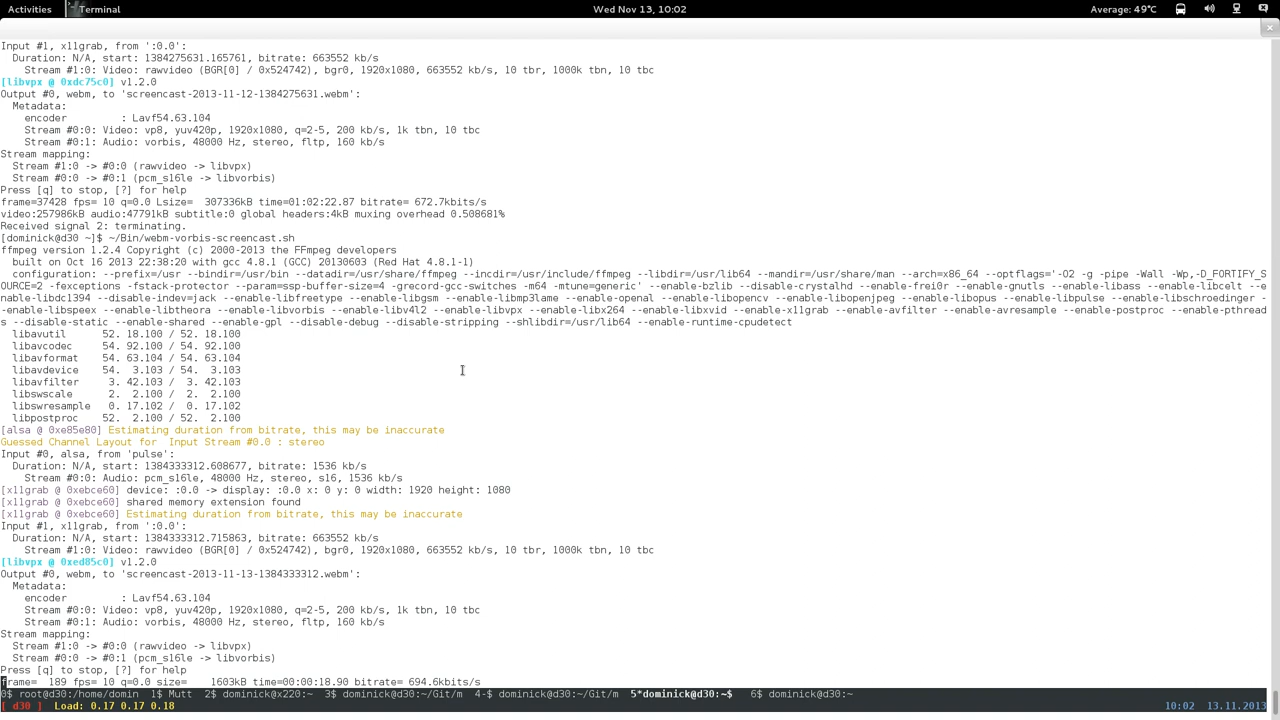 Activities Terminal Wed Nov 13, 10:02 Average: 49°C
Input #1, x11grab, from ':0.0':
  Duration: N/A, start: 1384275631.165761, bitrate: 663552 kb/s
    Stream #1:0: Video: rawvideo (BGR[0] / 0x524742), bgr0, 1920x1080, 663552 kb/s, 10 tbr, 1000k tbn, 10 tbc
[libvpx @ 0xdc75c0] v1.2.0
Output #0, webm, to 'screencast-2013-11-12-1384275631.webm':
  Metadata:
    encoder         : Lavf54.63.104
    Stream #0:0: Video: vp8, yuv420p, 1920x1080, q=2-5, 200 kb/s, 1k tbn, 10 tbc
    Stream #0:1: Audio: vorbis, 48000 Hz, stereo, fltp, 160 kb/s
Stream mapping:
  Stream #1:0 -> #0:0 (rawvideo -> libvpx)
  Stream #0:0 -> #0:1 (pcm_s16le -> libvorbis)
Press [q] to stop, [?] for help
frame=37428 fps= 10 q=0.0 Lsize=  307336kB time=01:02:22.87 bitrate= 672.7kbits/s
video:257986kB audio:47791kB subtitle:0 global headers:4kB muxing overhead 0.508681%
Received signal 2: terminating.
[dominick@d30 ~]$ ~/Bin/webm-vorbis-screencast.sh
ffmpeg version 1.2.4 Copyright (c) 2000-2013 the FFmpeg developers
  built on Oct 16 2013 22:38:20 with gcc 4.8.1 (GCC) 20130603 (Red Hat 4.8.1-1)
  configuration: --prefix=/usr --bindir=/usr/bin --datadir=/usr/share/ffmpeg --incdir=/usr/include/ffmpeg --libdir=/usr/lib64 --mandir=/usr/share/man --arch=x86_64 --optflags='-O2 -g -pipe -Wall -Wp,-D_FORTIFY_S
OURCE=2 -fexceptions -fstack-protector --param=ssp-buffer-size=4 -grecord-gcc-switches -m64 -mtune=generic' --enable-bzlib --disable-crystalhd --enable-frei0r --enable-gnutls --enable-libass --enable-libcelt --e
nable-libdc1394 --disable-indev=jack --enable-libfreetype --enable-libgsm --enable-libmp3lame --enable-openal --enable-libopencv --enable-libopenjpeg --enable-libopus --enable-libpulse --enable-libschroedinger -
-enable-libspeex --enable-libtheora --enable-libvorbis --enable-libv4l2 --enable-libvpx --enable-libx264 --enable-libxvid --enable-x11grab --enable-avfilter --enable-avresample --enable-postproc --enable-pthread
s --disable-static --enable-shared --enable-gpl --disable-debug --disable-stripping --shlibdir=/usr/lib64 --enable-runtime-cpudetect
  libavutil      52. 18.100 / 52. 18.100
  libavcodec     54. 92.100 / 54. 92.100
  libavformat    54. 63.104 / 54. 63.104
  libavdevice    54.  3.103 / 54.  3.103
  libavfilter     3. 42.103 /  3. 42.103
  libswscale      2.  2.100 /  2.  2.100
  libswresample   0. 17.102 /  0. 17.102
  libpostproc    52.  2.100 / 52.  2.100
[alsa @ 0xe85e80] Estimating duration from bitrate, this may be inaccurate
Guessed Channel Layout for  Input Stream #0.0 : stereo
Input #0, alsa, from 'pulse':
  Duration: N/A, start: 1384333312.608677, bitrate: 1536 kb/s
    Stream #0:0: Audio: pcm_s16le, 48000 Hz, stereo, s16, 1536 kb/s
[x11grab @ 0xebce60] device: :0.0 -> display: :0.0 x: 0 y: 0 width: 1920 height: 1080
[x11grab @ 0xebce60] shared memory extension found
[x11grab @ 0xebce60] Estimating duration from bitrate, this may be inaccurate
Input #1, x11grab, from ':0.0':
  Duration: N/A, start: 1384333312.715863, bitrate: 663552 kb/s
    Stream #1:0: Video: rawvideo (BGR[0] / 0x524742), bgr0, 1920x1080, 663552 kb/s, 10 tbr, 1000k tbn, 10 tbc
[libvpx @ 0xed85c0] v1.2.0
Output #0, webm, to 'screencast-2013-11-13-1384333312.webm':
  Metadata:
    encoder         : Lavf54.63.104
    Stream #0:0: Video: vp8, yuv420p, 1920x1080, q=2-5, 200 kb/s, 1k tbn, 10 tbc
    Stream #0:1: Audio: vorbis, 48000 Hz, stereo, fltp, 160 kb/s
Stream mapping:
  Stream #1:0 -> #0:0 (rawvideo -> libvpx)
  Stream #0:0 -> #0:1 (pcm_s16le -> libvorbis)
Press [q] to stop, [?] for help
frame=  189 fps= 10 q=0.0 size=    1603kB time=00:00:18.90 bitrate= 694.6kbits/s
0$ root@d30:/home/domin  1$ Mutt  2$ dominick@x220:~  3$ dominick@d30:~/Git/m  4-$ dominick@d30:~/Git/m  5*dominick@d30:~$   6$ dominick@d30:~
[ d30 ]  Load: 0.17 0.17 0.18 10:02  13.11.2013